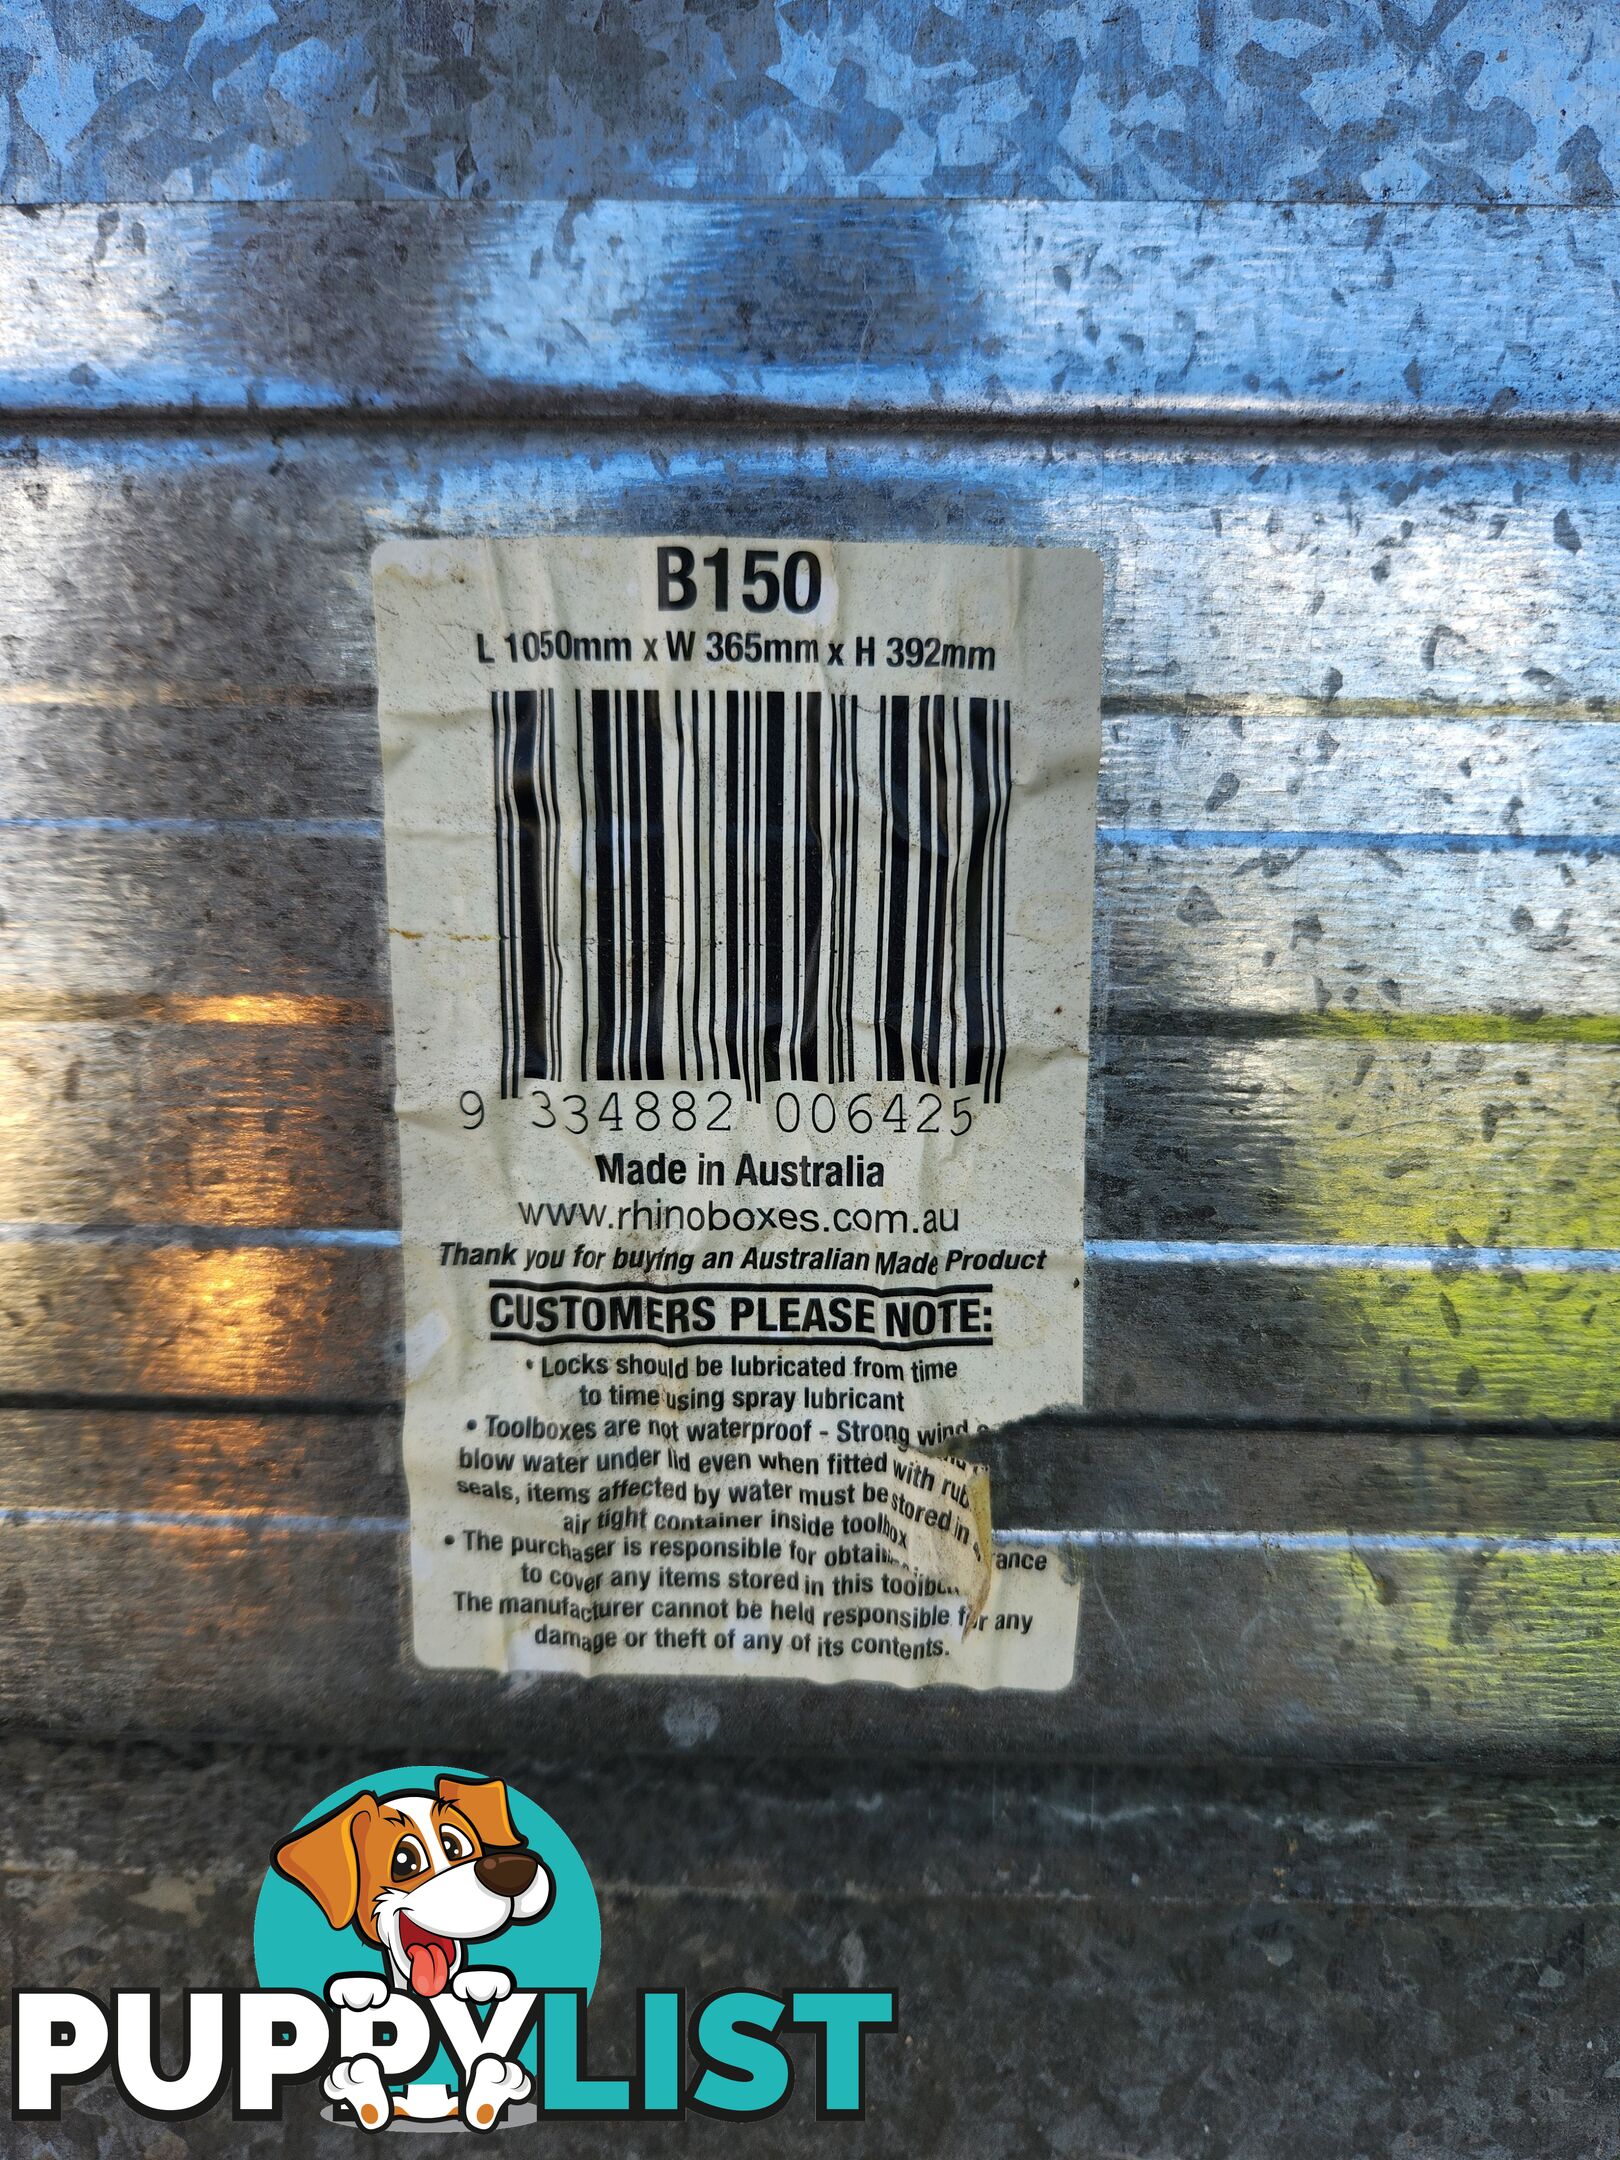 B150
L 1050mm x W 365mm x H 392mm
9 334882 006425
Made in Australia
www.rhinoboxes.com.au
Thank you for buying an Australian Made Product
CUSTOMERS PLEASE NOTE:
• Locks should be lubricated from time
to time using spray lubricant
• Toolboxes are not waterproof - Strong wind
blow water under lid even when fitted with
seals, items affected by water must be stored in
air tight container inside toolbox
• The purchaser is responsible for
to cover any items stored in this
The manufacturer cannot be held responsible for any
damage or theft of any of its contents.
PUPPYLIST